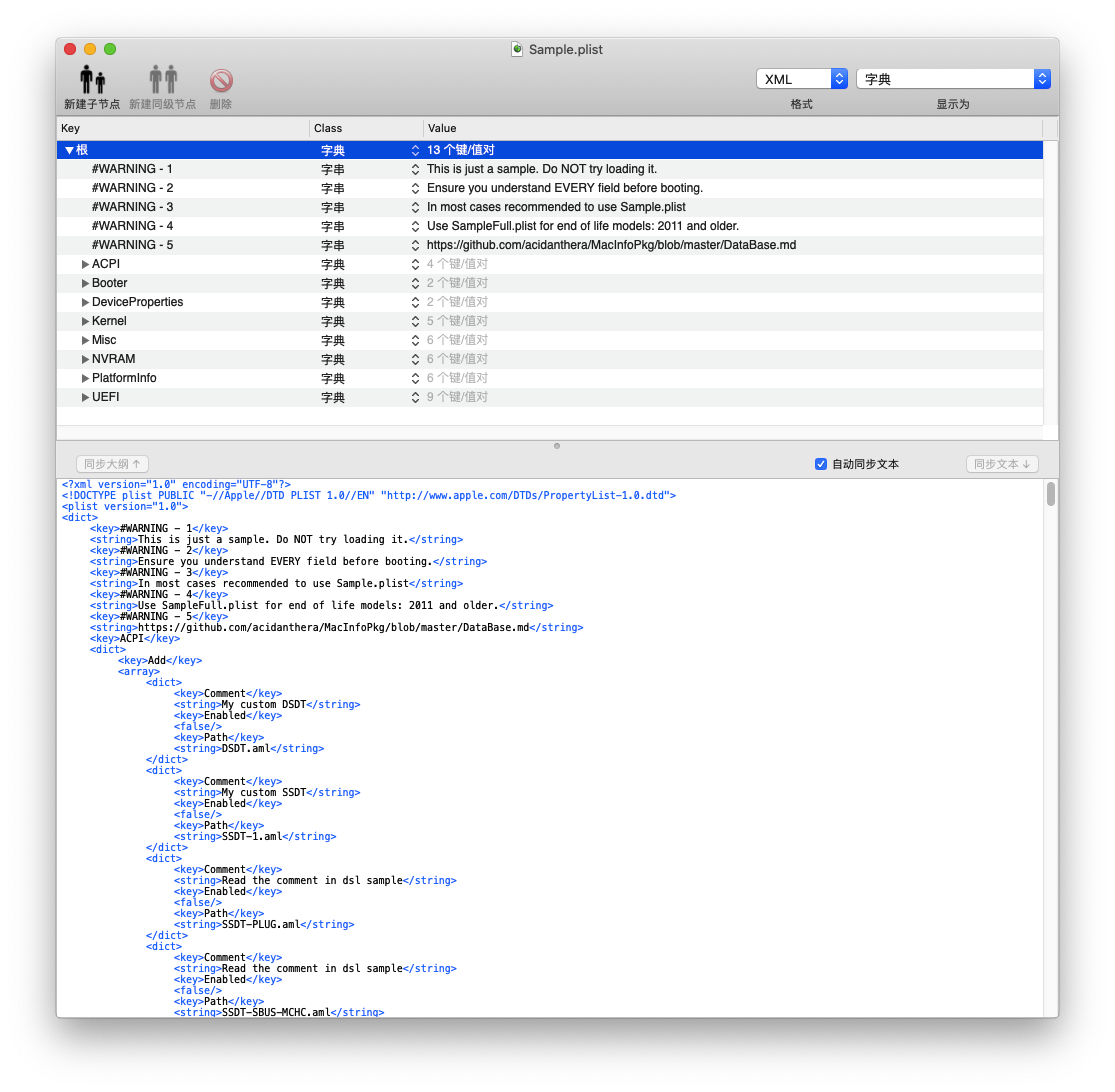 Sample.plist
新建子节点 新建同级节点 删除
XML 字典
格式 显示为
Key Class Value
根 字典 13 个键/值对
#WARNING - 1 字串 This is just a sample. Do NOT try loading it.
#WARNING - 2 字串 Ensure you understand EVERY field before booting.
#WARNING - 3 字串 In most cases recommended to use Sample.plist
#WARNING - 4 字串 Use SampleFull.plist for end of life models: 2011 and older.
#WARNING - 5 字串 https://github.com/acidanthera/MacInfoPkg/blob/master/DataBase.md
ACPI 字典 4 个键/值对
Booter 字典 2 个键/值对
DeviceProperties 字典 2 个键/值对
Kernel 字典 5 个键/值对
Misc 字典 6 个键/值对
NVRAM 字典 6 个键/值对
PlatformInfo 字典 6 个键/值对
UEFI 字典 9 个键/值对
同步大纲 ↑ 自动同步文本 同步文本 ↓
<?xml version="1.0" encoding="UTF-8"?>
<!DOCTYPE plist PUBLIC "-//Apple//DTD PLIST 1.0//EN" "http://www.apple.com/DTDs/PropertyList-1.0.dtd">
<plist version="1.0">
<dict>
<key>#WARNING - 1</key>
<string>This is just a sample. Do NOT try loading it.</string>
<key>#WARNING - 2</key>
<string>Ensure you understand EVERY field before booting.</string>
<key>#WARNING - 3</key>
<string>In most cases recommended to use Sample.plist</string>
<key>#WARNING - 4</key>
<string>Use SampleFull.plist for end of life models: 2011 and older.</string>
<key>#WARNING - 5</key>
<string>https://github.com/acidanthera/MacInfoPkg/blob/master/DataBase.md</string>
<key>ACPI</key>
<dict>
<key>Add</key>
<array>
<dict>
<key>Comment</key>
<string>My custom DSDT</string>
<key>Enabled</key>
<false/>
<key>Path</key>
<string>DSDT.aml</string>
</dict>
<dict>
<key>Comment</key>
<string>My custom SSDT</string>
<key>Enabled</key>
<false/>
<key>Path</key>
<string>SSDT-1.aml</string>
</dict>
<dict>
<key>Comment</key>
<string>Read the comment in dsl sample</string>
<key>Enabled</key>
<false/>
<key>Path</key>
<string>SSDT-PLUG.aml</string>
</dict>
<dict>
<key>Comment</key>
<string>Read the comment in dsl sample</string>
<key>Enabled</key>
<false/>
<key>Path</key>
<string>SSDT-SBUS-MCHC.aml</string>